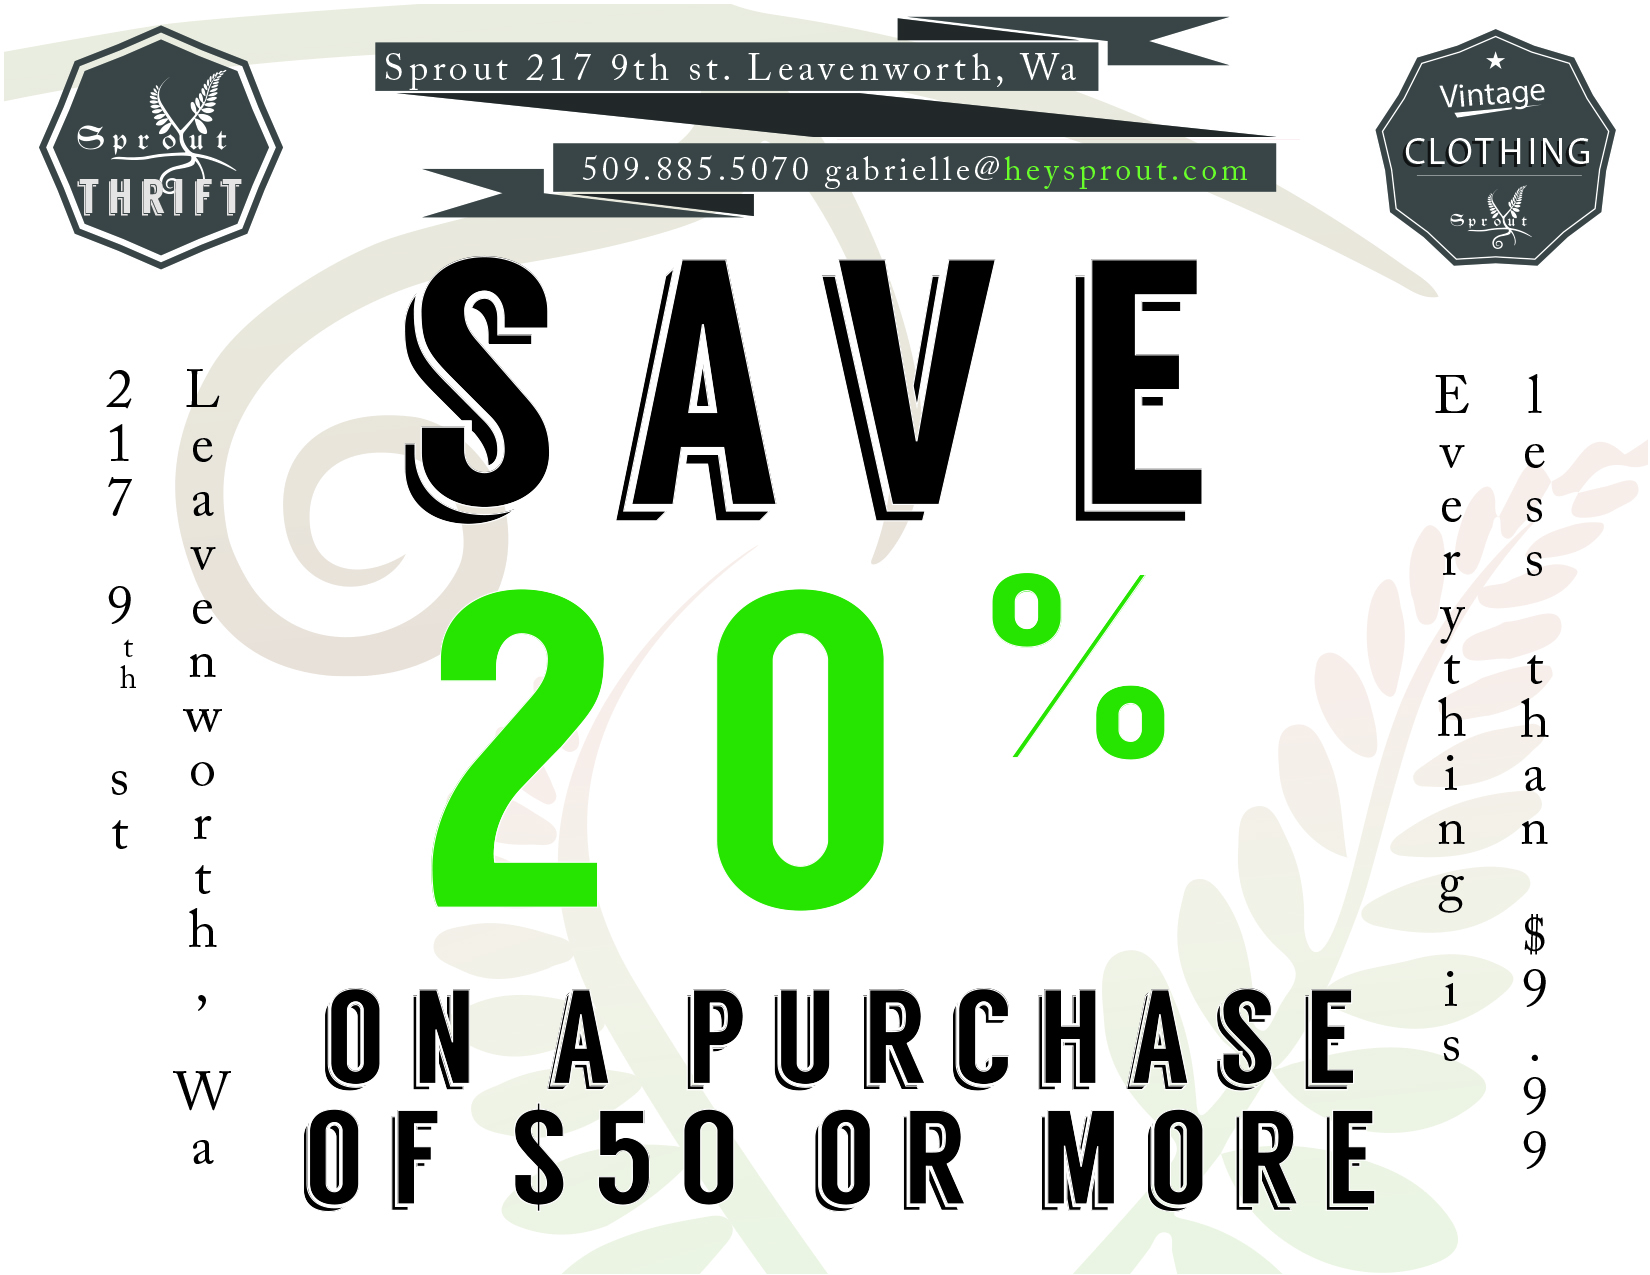 Sprout 217 9th st. Leavenworth, Wa
509.885.5070 gabrielle@heysprout.com
Sprout
THRIFT
Vintage
CLOTHING
Sprout
SAVE
20%
ON A PURCHASE
OF $50 OR MORE
217 9th st
Leavenworth, Wa
Everything is
less than $9.99